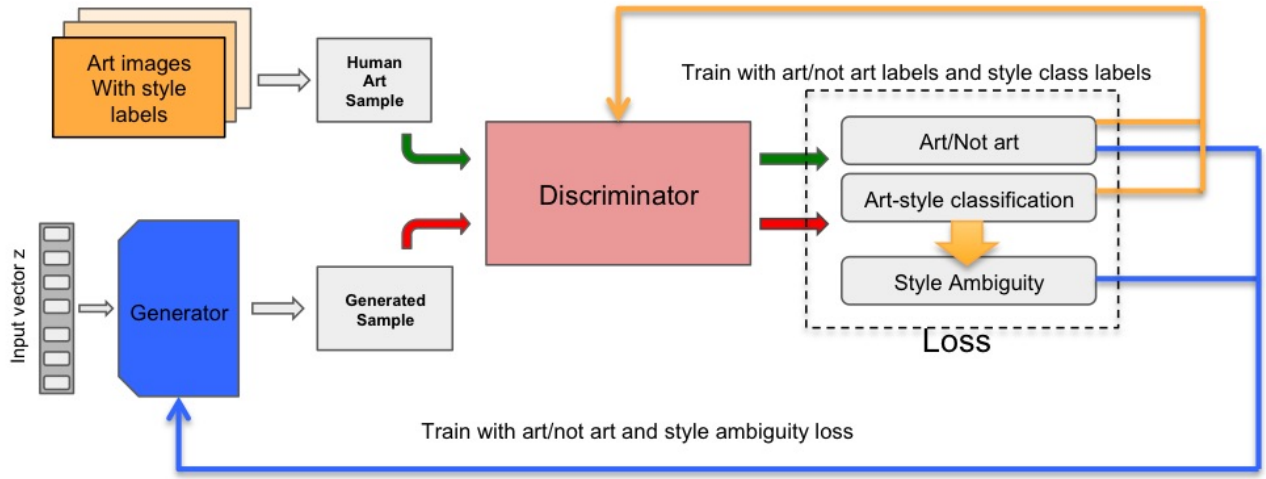 Art images
With style
labels
Human
Art
Sample
Train with art/not art labels and style class labels
Discriminator
Art/Not art
Art-style classification
Style Ambiguity
Loss
Input vector z
Generator
Generated
Sample
Train with art/not art and style ambiguity loss